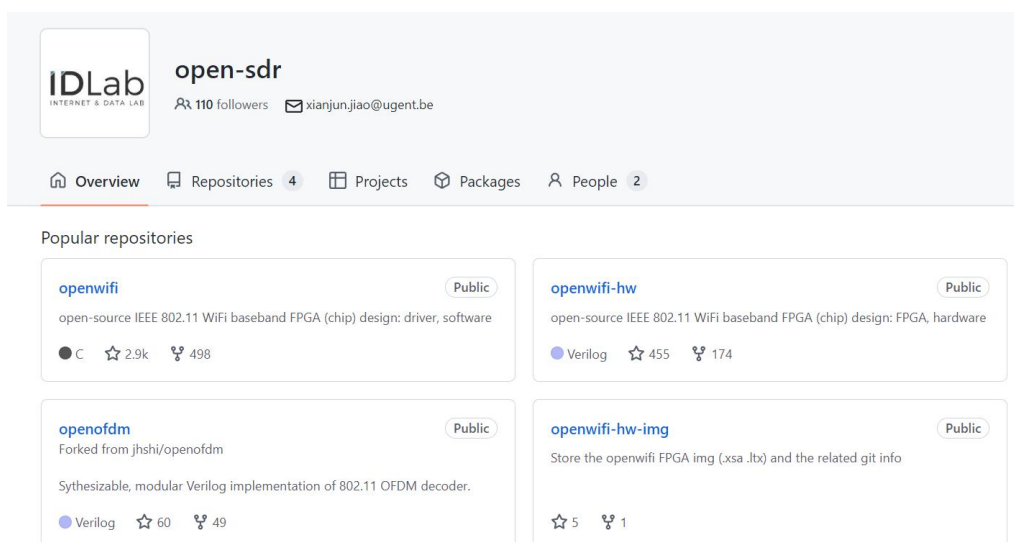 IDLab
INTERNET & DATA LAB
open-sdr
110 followers xianjun.jiao@ugent.be
Overview Repositories 4 Projects Packages People 2
Popular repositories
openwifi Public
open-source IEEE 802.11 WiFi baseband FPGA (chip) design: driver, software
C 2.9k 498
openwifi-hw Public
open-source IEEE 802.11 WiFi baseband FPGA (chip) design: FPGA, hardware
Verilog 455 174
openofdm Public
Forked from jhshi/openofdm
Sythesizable, modular Verilog implementation of 802.11 OFDM decoder.
Verilog 60 49
openwifi-hw-img Public
Store the openwifi FPGA img (.xsa .ltx) and the related git info
5 1